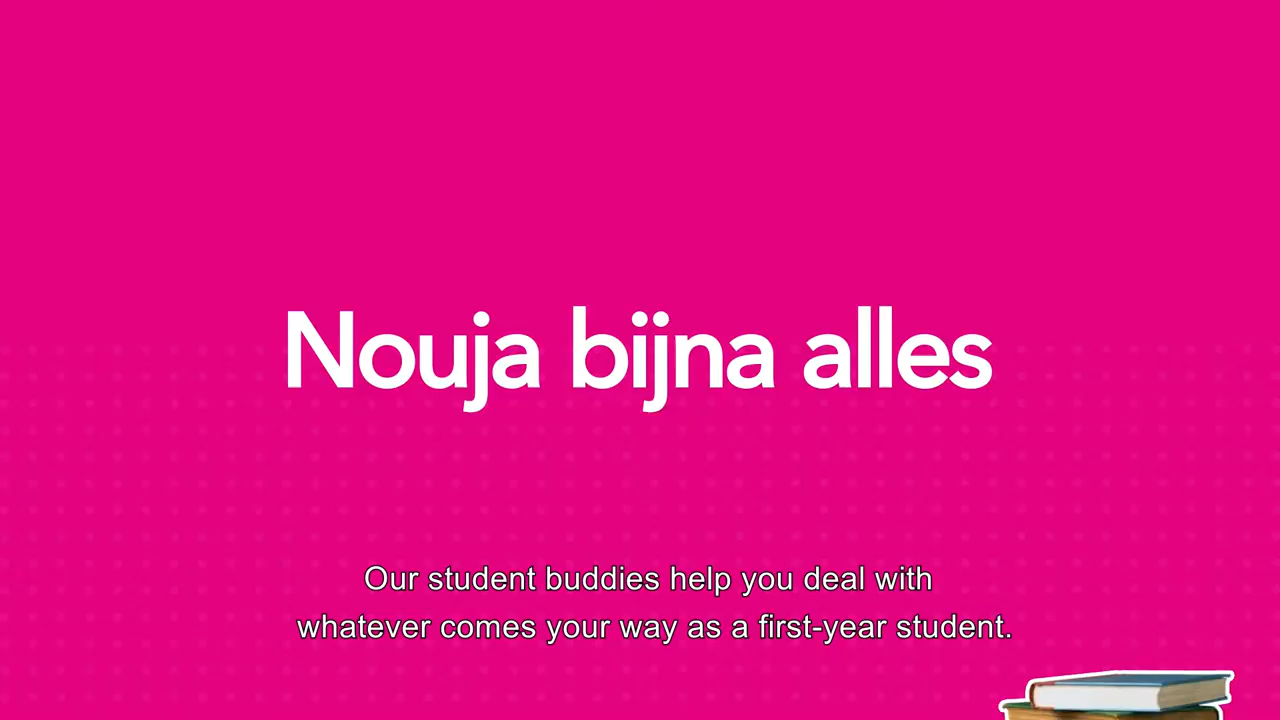 Nouja bijna alles
Our student buddies help you deal with
whatever comes your way as a first-year student.